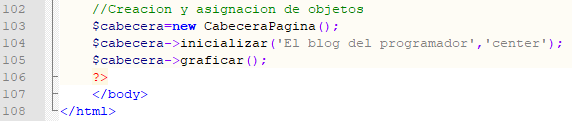 102 //Creacion y asignacion de objetos
103 $cabecera=new CabeceraPagina();
104 $cabecera->inicializar('El blog del programador','center');
105 $cabecera->graficar();
106 ?>
107 </body>
108 </html>